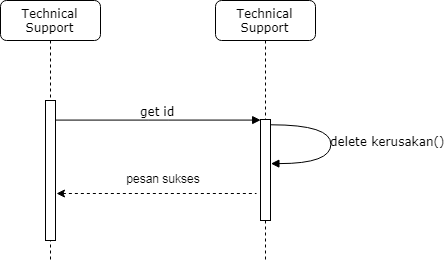 Technical
Support
Technical
Support
get id
delete kerusakan()
pesan sukses